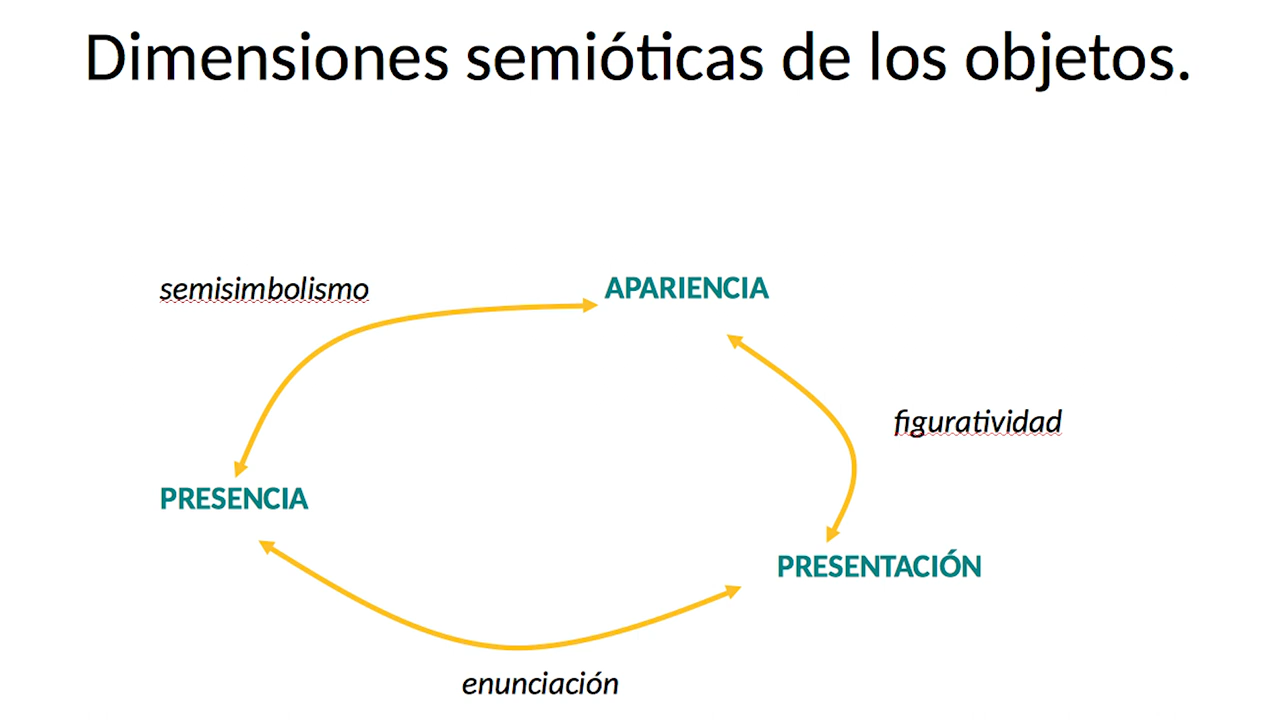 Dimensiones semióticas de los objetos.
semisimbolismo
APARIENCIA
figuratividad
PRESENCIA
PRESENTACIÓN
enunciación